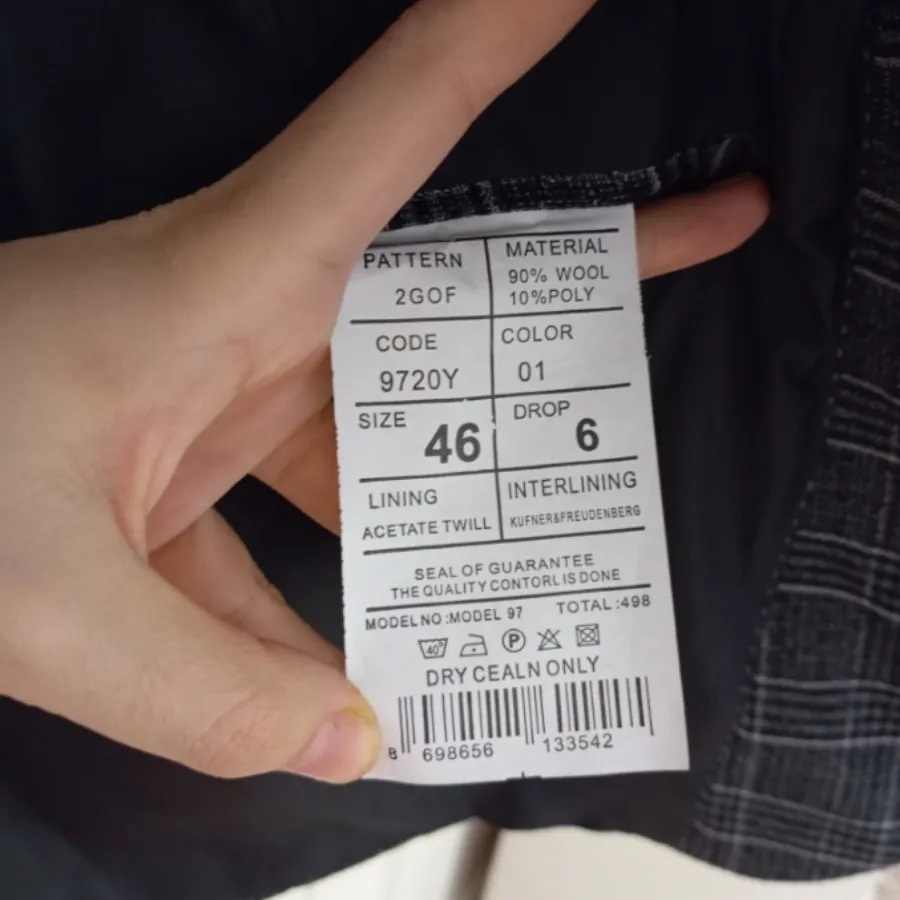 PATTERN
2GOF
MATERIAL
90% WOOL
10%POLY
CODE
9720Y
COLOR
01
SIZE
46
DROP
6
LINING
ACETATE TWILL
INTERLINING
KUFNER&FREUDENBERG
SEAL OF GUARANTEE
THE QUALITY CONTORL IS DONE
MODEL NO :MODEL 97 TOTAL :498
40° P
DRY CEALN ONLY
8 698656 133542